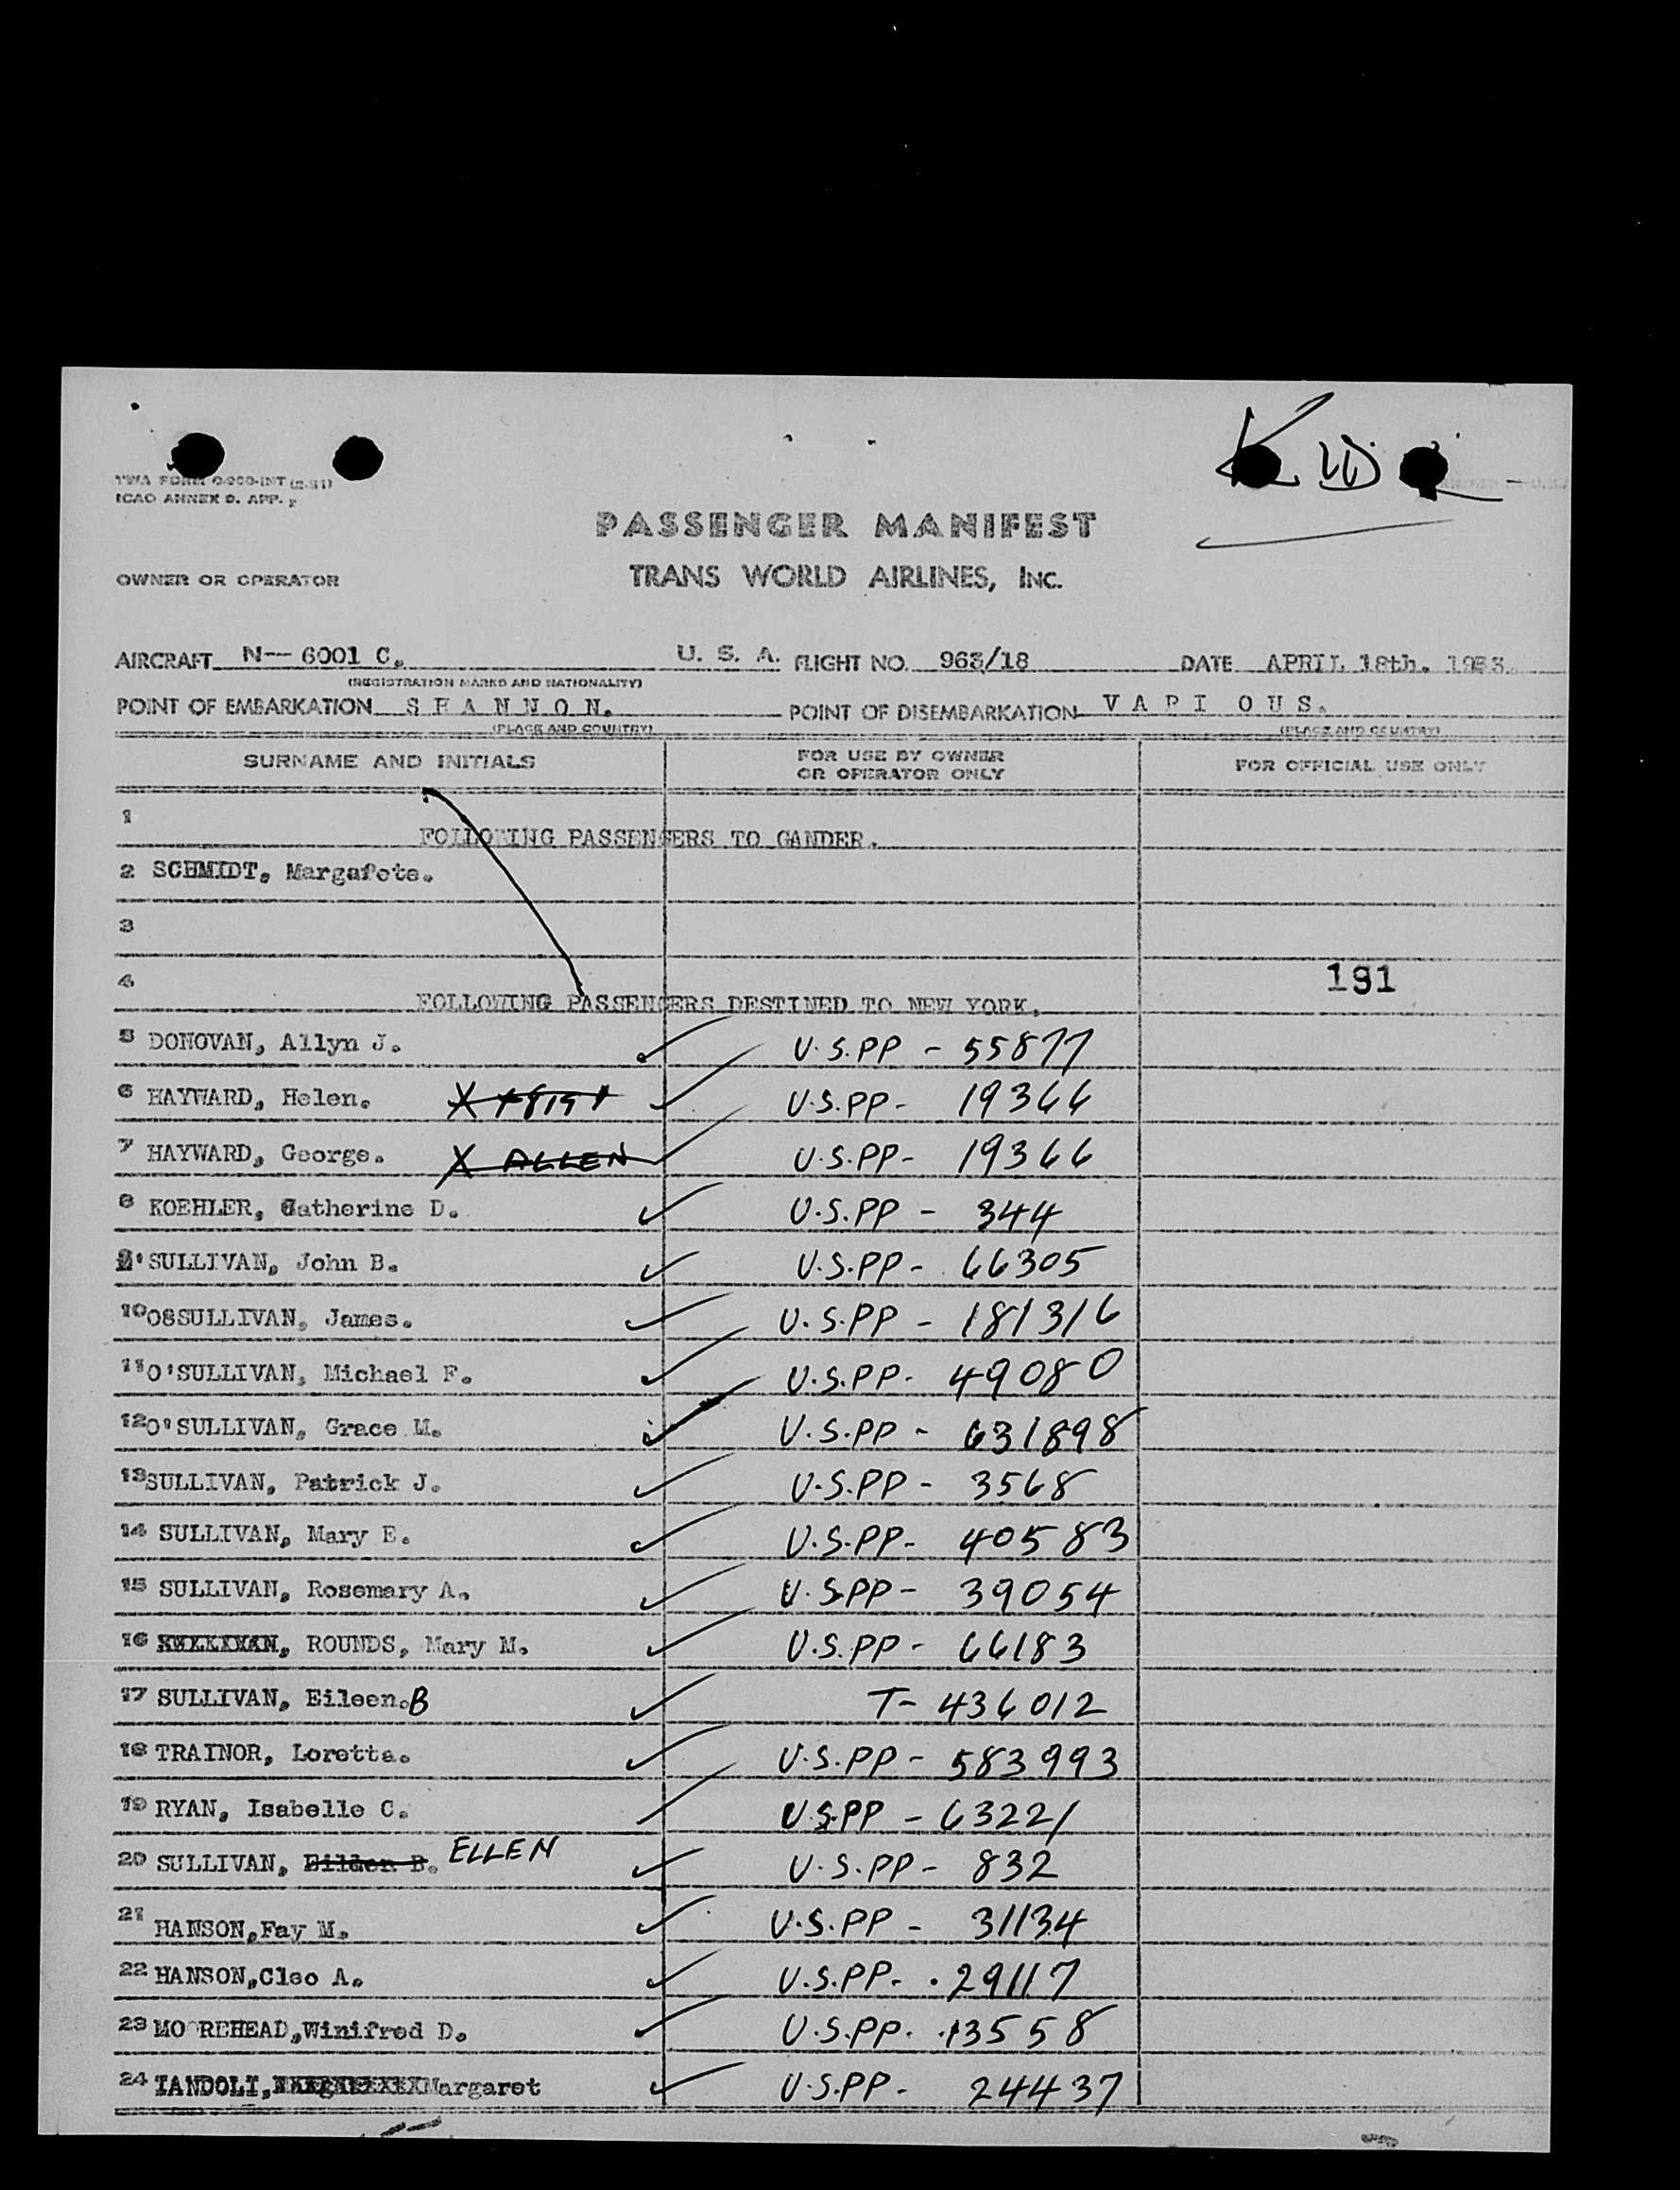 TWA FORM O-200-INT (2-51)
ICAO ANNEX 9. APP.
PASSENGER MANIFEST
OWNER OR OPERATOR TRANS WORLD AIRLINES, INC.
AIRCRAFT N-- 6001 C. U. S. A. FLIGHT NO. 963/18 DATE APRIL 18th. 1953.
(REGISTRATION MARKS AND NATIONALITY)
POINT OF EMBARKATION S H A N N O N. POINT OF DISEMBARKATION V A R I O U S.
(PLACE AND COUNTRY) (PLACE AND COUNTRY)
SURNAME AND INITIALS FOR USE BY OWNER OR OPERATOR ONLY FOR OFFICIAL USE ONLY
1 FOLLOWING PASSENGERS TO GANDER.
2 SCHMIDT, Margarete.
3
4 FOLLOWING PASSENGERS DESTINED TO NEW YORK. 191
5 DONOVAN, Allyn J. U.S.PP - 55877
6 HAYWARD, Helen. X U.S.PP- 19366
7 HAYWARD, George. X ALLEN U.S.PP- 19366
8 KOEHLER, Catherine D. U.S.PP - 344
9 'SULLIVAN, John B. U.S.PP- 66305
10 O8SULLIVAN, James. U.S.PP - 181316
11 O'SULLIVAN, Michael F. U.S.PP- 49080
12 O'SULLIVAN, Grace M. U.S.PP - 631898
13 SULLIVAN, Patrick J. U.S.PP - 3568
14 SULLIVAN, Mary E. U.S.PP- 40583
15 SULLIVAN, Rosemary A. U.S.PP- 39054
16 ROUNDS, Mary M. U.S.PP- 66183
17 SULLIVAN, Eileen. B T- 436012
18 TRAINOR, Loretta. U.S.PP- 583993
19 RYAN, Isabelle C. U.S.PP - 63221
20 SULLIVAN, Eileen B. ELLEN U.S.PP- 832
21 HANSON,Fay M. U.S.PP - 31134
22 HANSON,Cleo A. U.S.PP- 29117
23 MOOREHEAD,Winifred D. U.S.PP- 13558
24 IANDOLI, Margaret U.S.PP- 24437